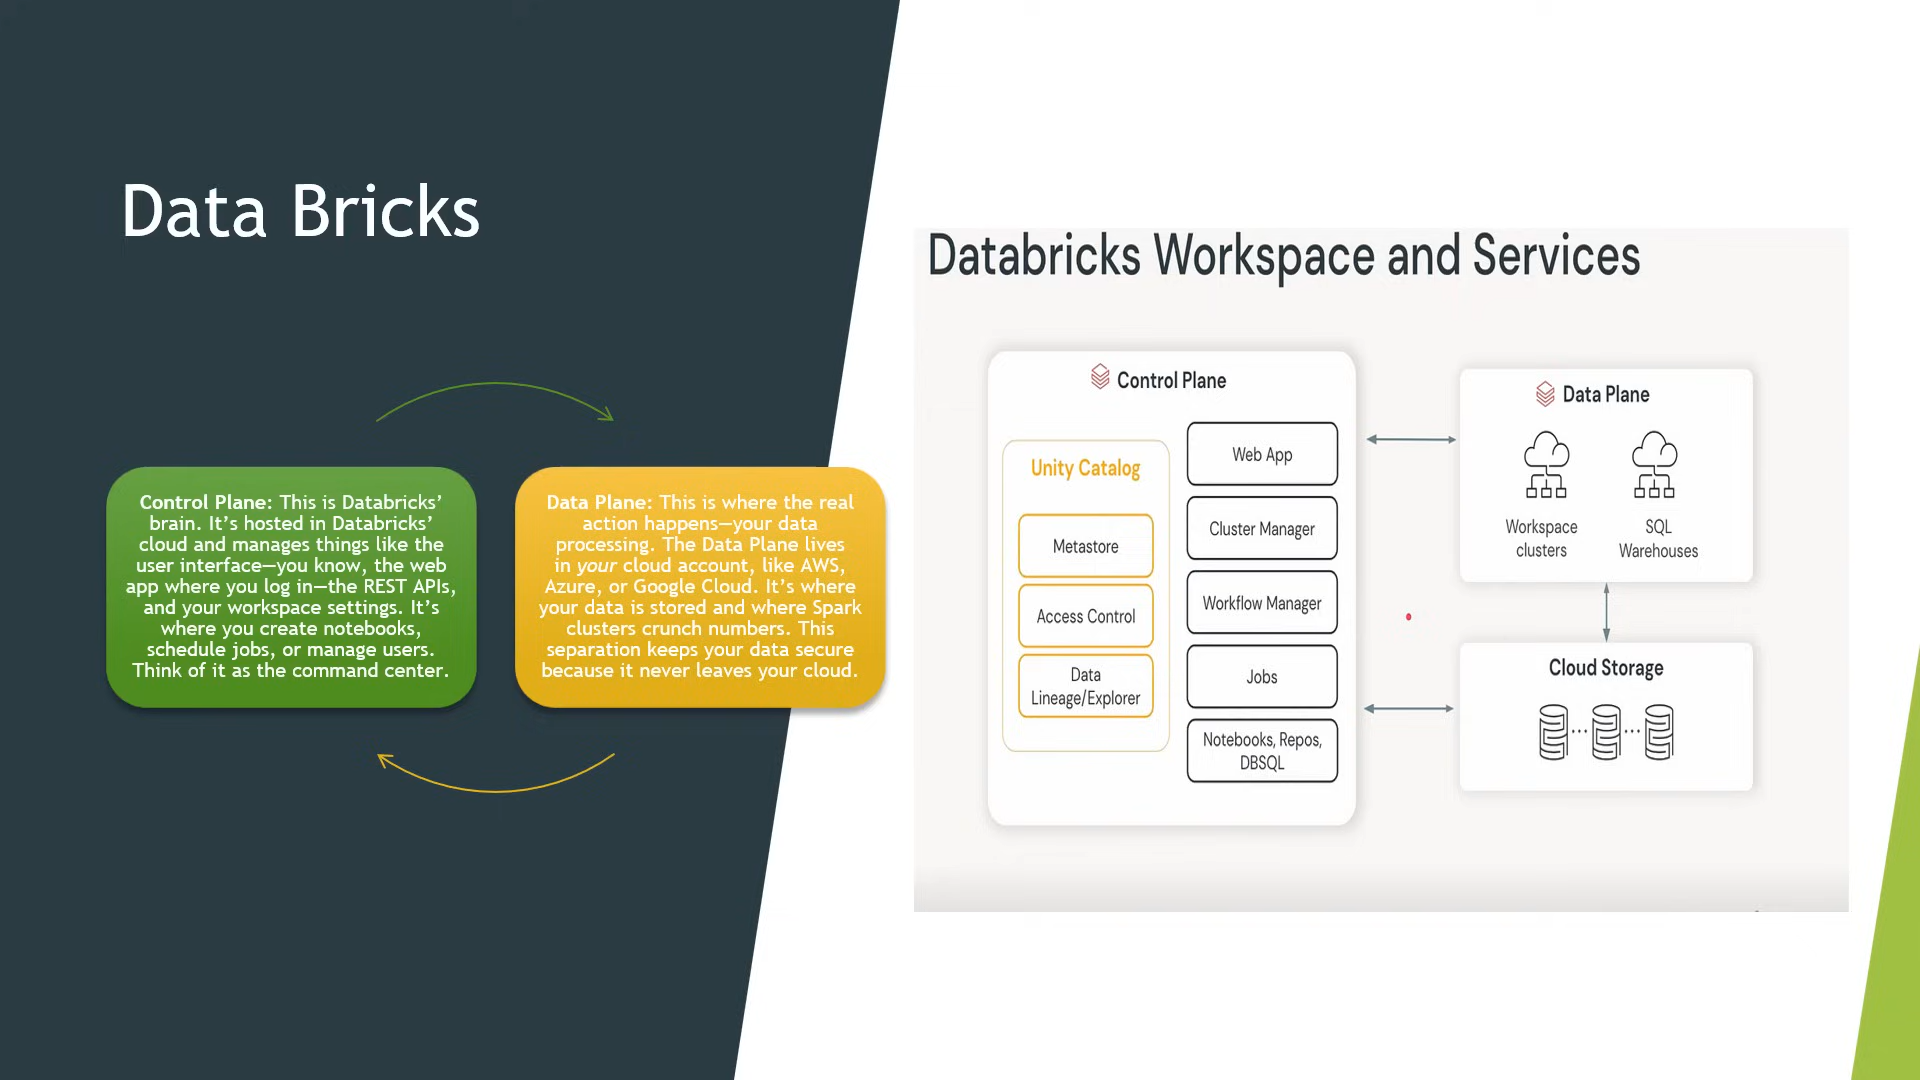 Data Bricks
Control Plane: This is Databricks’
brain. It’s hosted in Databricks’
cloud and manages things like the
user interface—you know, the web
app where you log in—the REST APIs,
and your workspace settings. It’s
where you create notebooks,
schedule jobs, or manage users.
Think of it as the command center.
Data Plane: This is where the real
action happens—your data
processing. The Data Plane lives
in your cloud account, like AWS,
Azure, or Google Cloud. It’s where
your data is stored and where Spark
clusters crunch numbers. This
separation keeps your data secure
because it never leaves your cloud.
Databricks Workspace and Services
Control Plane
Unity Catalog
Metastore
Access Control
Data
Lineage/Explorer
Web App
Cluster Manager
Workflow Manager
Jobs
Notebooks, Repos,
DBSQL
Data Plane
Workspace
clusters
SQL
Warehouses
Cloud Storage